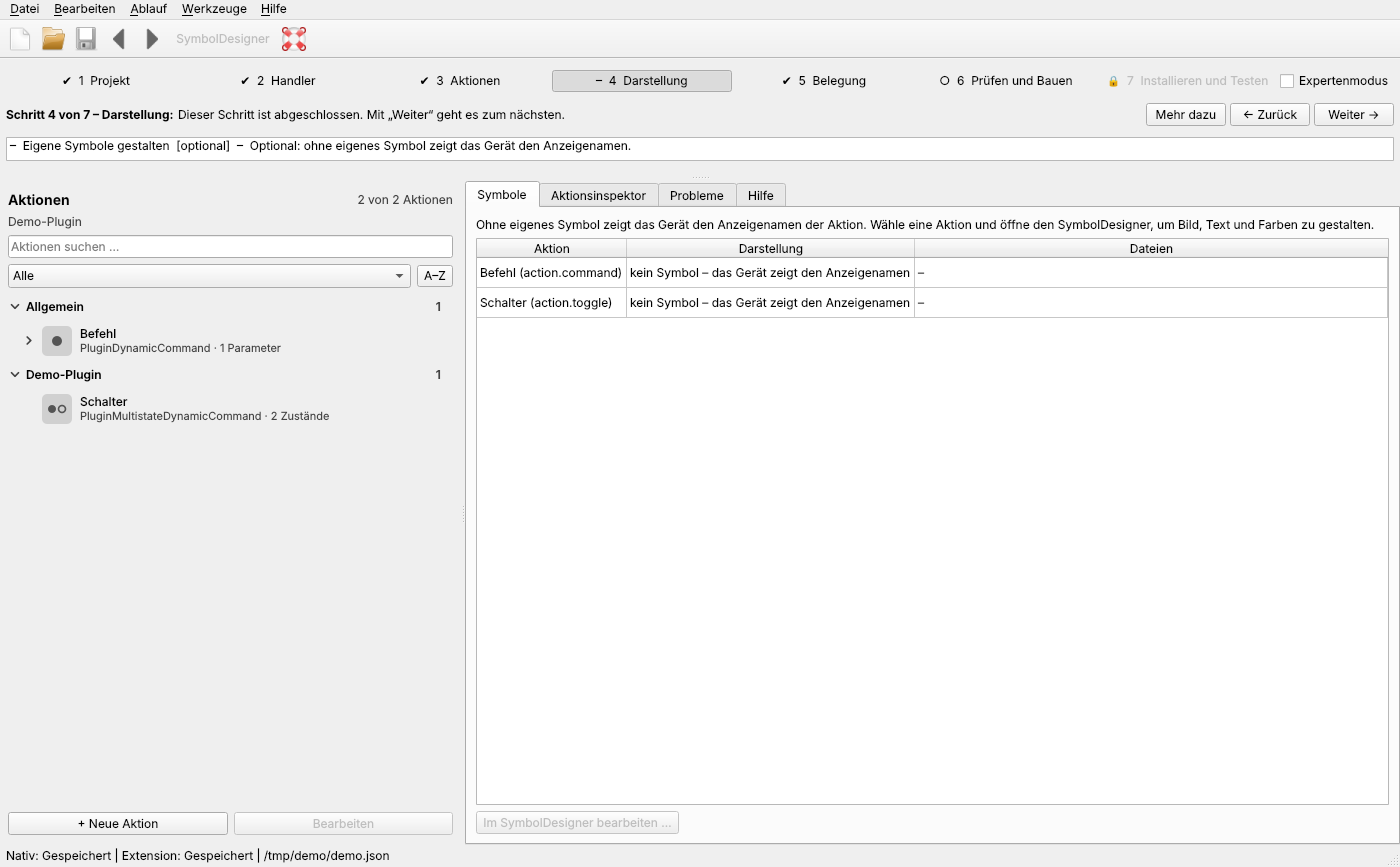 Datei Bearbeiten Ablauf Werkzeuge Hilfe
SymbolDesigner
✔ 1 Projekt ✔ 2 Handler ✔ 3 Aktionen – 4 Darstellung ✔ 5 Belegung ○ 6 Prüfen und Bauen 🔒 7 Installieren und Testen Expertenmodus
Schritt 4 von 7 – Darstellung: Dieser Schritt ist abgeschlossen. Mit „Weiter“ geht es zum nächsten.
Mehr dazu ← Zurück Weiter →
– Eigene Symbole gestalten [optional] – Optional: ohne eigenes Symbol zeigt das Gerät den Anzeigenamen.
Aktionen 2 von 2 Aktionen
Demo-Plugin
Aktionen suchen ...
Alle A–Z
Allgemein 1
Befehl
PluginDynamicCommand · 1 Parameter
Demo-Plugin 1
Schalter
PluginMultistateDynamicCommand · 2 Zustände
+ Neue Aktion Bearbeiten
Symbole Aktionsinspektor Probleme Hilfe
Ohne eigenes Symbol zeigt das Gerät den Anzeigenamen der Aktion. Wähle eine Aktion und öffne den SymbolDesigner, um Bild, Text und Farben zu gestalten.
Aktion Darstellung Dateien
Befehl (action.command) kein Symbol – das Gerät zeigt den Anzeigenamen –
Schalter (action.toggle) kein Symbol – das Gerät zeigt den Anzeigenamen –
Im SymbolDesigner bearbeiten ...
Nativ: Gespeichert | Extension: Gespeichert | /tmp/demo/demo.json